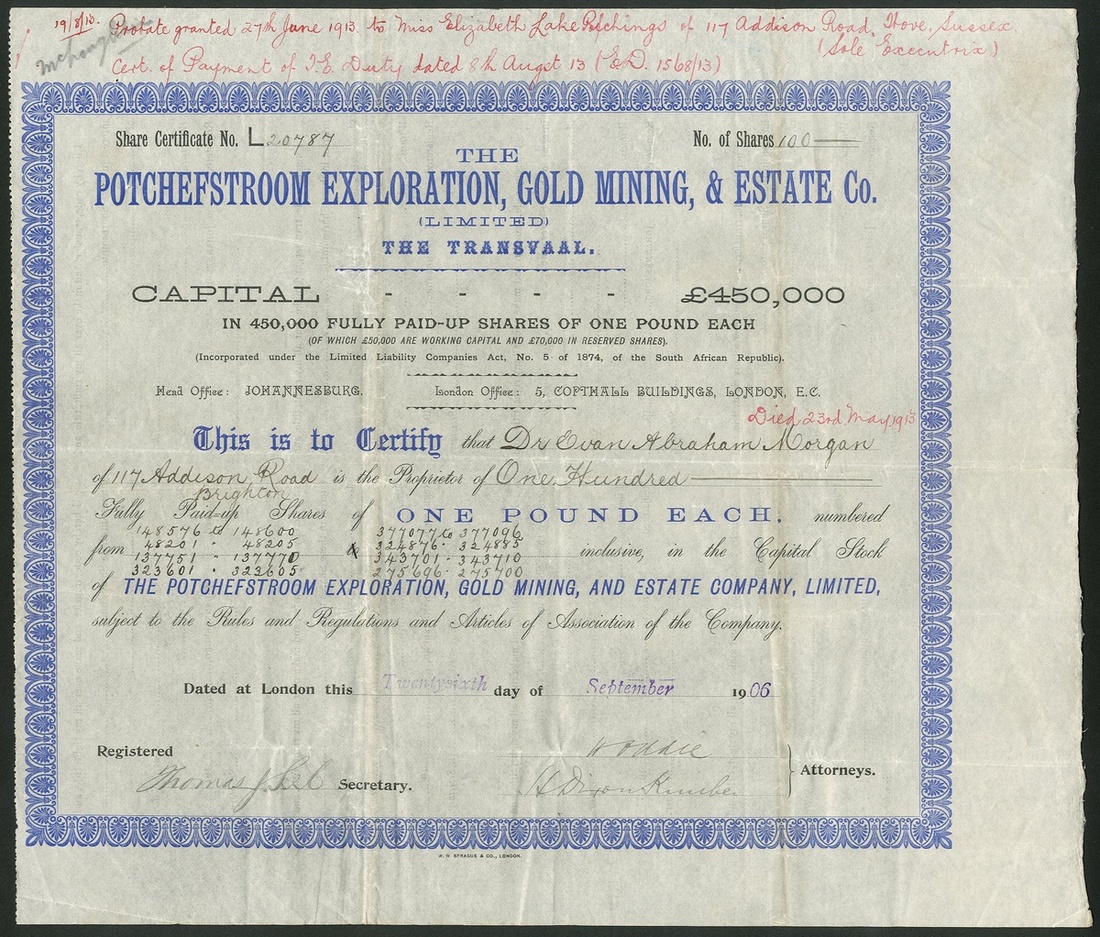 19/8/13. Probate granted 27th June 1913 to Miss Elizabeth Lake of 117 Addison Road, Hove, Sussex
(Sole Executrix)
Cert. of Payment of T.E. Duty dated 8th Augst 13 (E.D. 1568/13)
Share Certificate No. L 20787
No. of Shares 100
THE
POTCHEFSTROOM EXPLORATION, GOLD MINING, & ESTATE Co.
(LIMITED)
THE TRANSVAAL.
CAPITAL - - - - £450,000
IN 450,000 FULLY PAID-UP SHARES OF ONE POUND EACH
(OF WHICH £50,000 ARE WORKING CAPITAL AND £70,000 IN RESERVED SHARES).
(Incorporated under the Limited Liability Companies Act, No. 5 of 1874, of the South African Republic).
Head Office: JOHANNESBURG. London Office: 5, COPTHALL BUILDINGS, LONDON, E.C.
Died 23rd May, 1913
This is to Certify that Dr Evan Abraham Morgan
of 117 Addison Road is the Proprietor of One Hundred
Brighton
Fully Paid-up Shares of ONE POUND EACH, numbered
148576 to 148600 377077 to 377096
from 48201 " 48205 to 324876 " 324885 inclusive, in the Capital Stock
137751 " 137770 343701 " 343710
323601 " 323605 275696 " 275700
of THE POTCHEFSTROOM EXPLORATION, GOLD MINING, AND ESTATE COMPANY, LIMITED,
subject to the Rules and Regulations and Articles of Association of the Company.
Dated at London this Twentysixth day of September 1906
Registered
Thomas J Secretary.
W Oddie
H Dixon Kimber
Attorneys.
W. W. SPRAGUE & CO., LONDON.